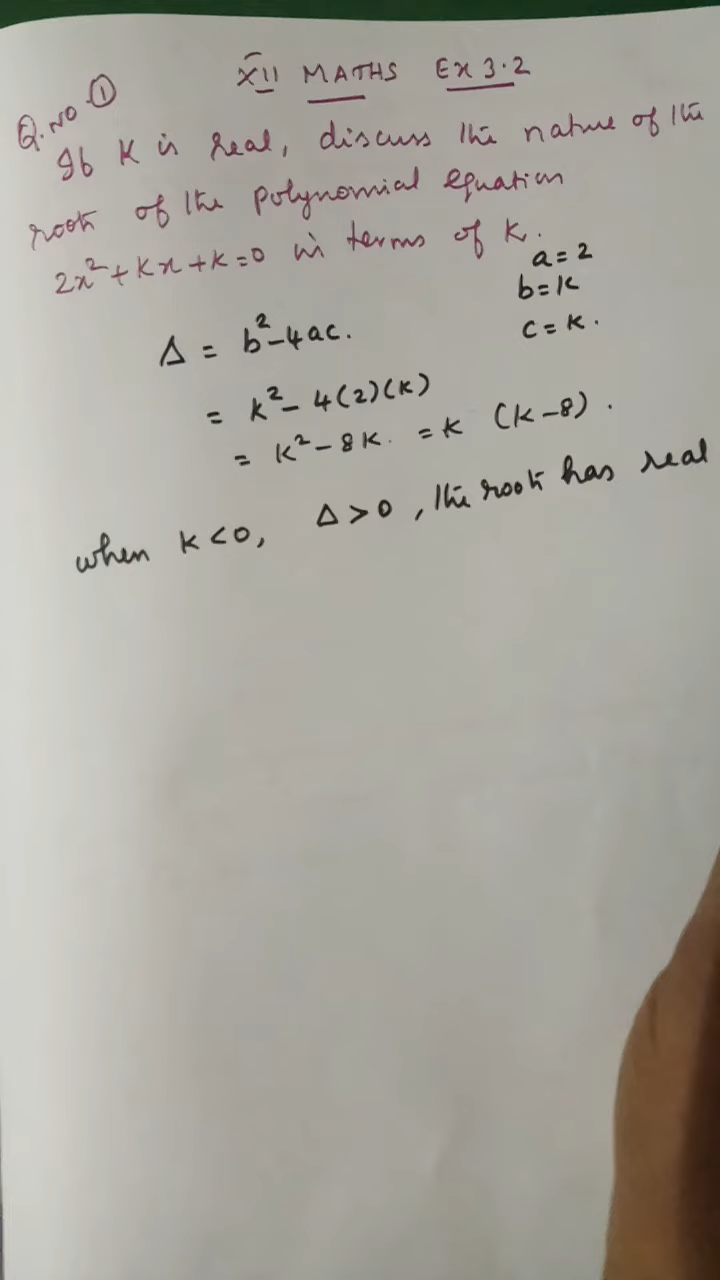 XII MATHS Ex 3.2
Q.NO ①
If K is real, discuss the nature of the
roots of the polynomial equation
2x²+Kx+K=0 in terms of K.
a=2
b=K
c=K.
Δ = b²-4ac.
= K²-4(2)(K)
= K²-8K. = K (K-8).
when K<0, Δ>0, the roots has real